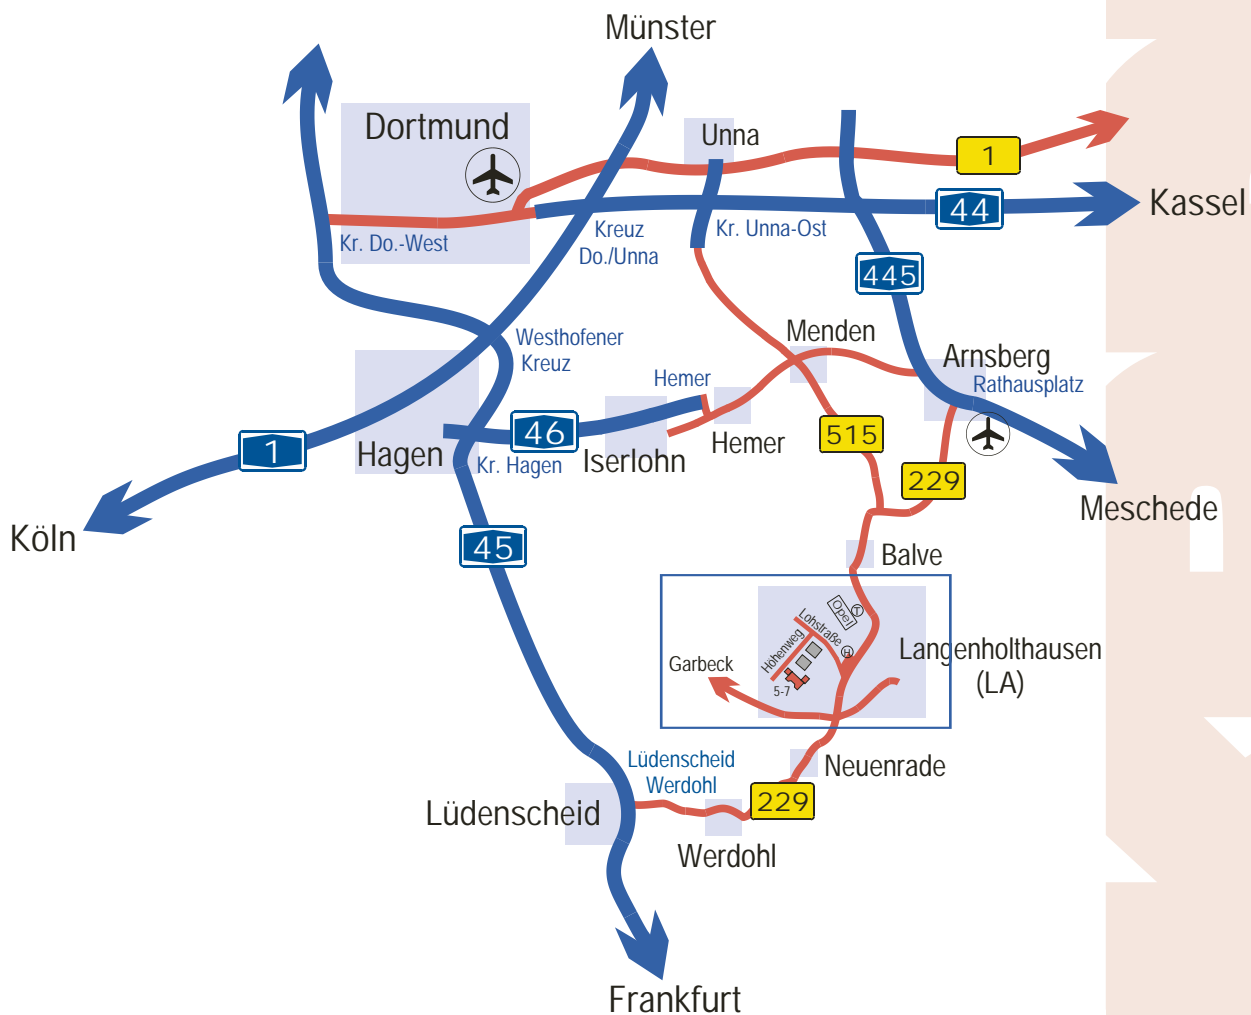 Münster
Dortmund
Unna
1
Kassel
44
Kr. Do.-West
Kreuz
Do./Unna
Kr. Unna-Ost
445
Westhofener
Kreuz
Menden
Arnsberg
Rathausplatz
Hemer
46
515
Hemer
1
Hagen
Kr. Hagen
Iserlohn
229
Meschede
Köln
45
Balve
Opel
Lohstraße
H
Höhenweg
Garbeck
5-7
Langenholthausen
(LA)
Lüdenscheid
Werdohl
Neuenrade
229
Lüdenscheid
Werdohl
Frankfurt